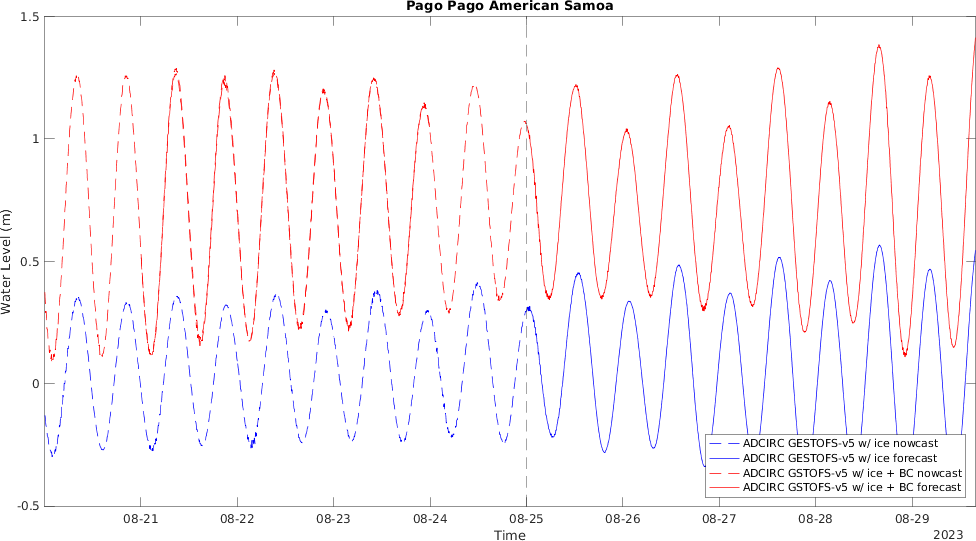 Pago Pago American Samoa
1.5
1
0.5
0
-0.5
Water Level (m)
ADCIRC GESTOFS-v5 w/ ice nowcast
ADCIRC GESTOFS-v5 w/ ice forecast
ADCIRC GSTOFS-v5 w/ ice + BC nowcast
ADCIRC GSTOFS-v5 w/ ice + BC forecast
08-21 08-22 08-23 08-24 08-25 08-26 08-27 08-28 08-29
Time
2023